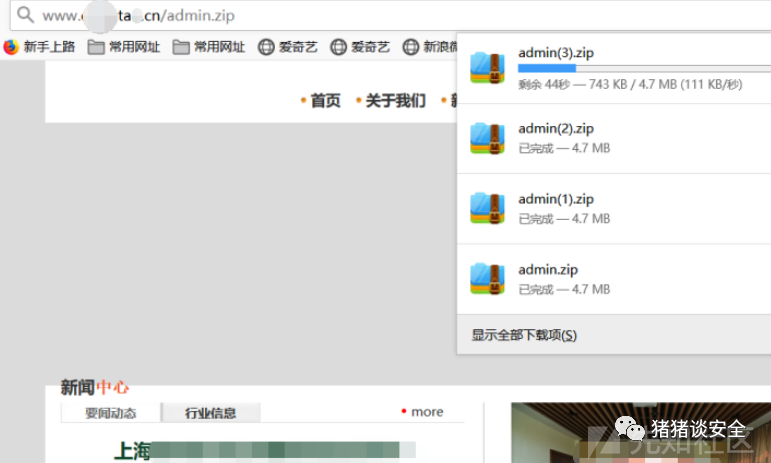 www. ta .cn/admin.zip
新手上路 常用网址 常用网址 爱奇艺 爱奇艺 新浪微
admin(3).zip
剩余 44秒 — 743 KB / 4.7 MB (111 KB/秒)
• 首页 • 关于我们 •
admin(2).zip
已完成 — 4.7 MB
admin(1).zip
已完成 — 4.7 MB
admin.zip
已完成 — 4.7 MB
显示全部下载项(S)
新闻中心
要闻动态 行业信息 • more
上海
猪猪谈安全
先知社区